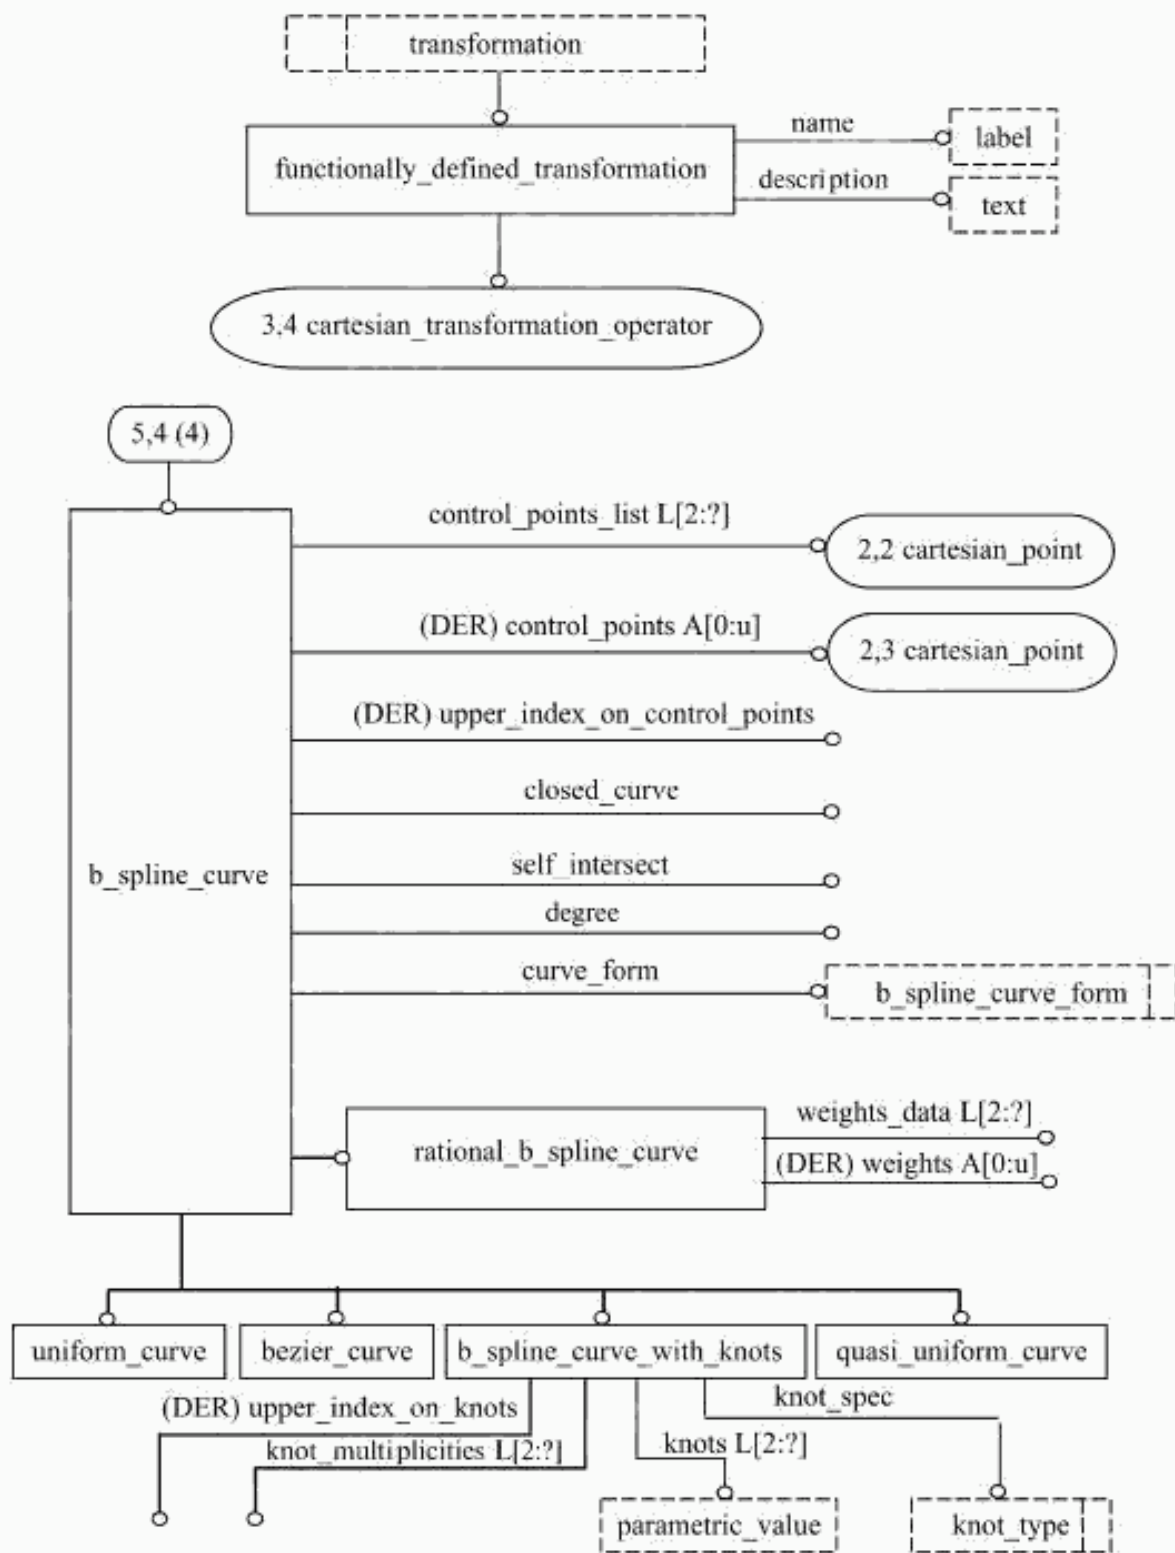 transformation
functionally_defined_transformation
name
label
description
text
3,4 cartesian_transformation_operator
5,4 (4)
control_points_list L[2:?]
2,2 cartesian_point
(DER) control_points A[0:u]
2,3 cartesian_point
(DER) upper_index_on_control_points
closed_curve
b_spline_curve
self_intersect
degree
curve_form
b_spline_curve_form
rational_b_spline_curve
weights_data L[2:?]
(DER) weights A[0:u]
uniform_curve
bezier_curve
b_spline_curve_with_knots
quasi_uniform_curve
(DER) upper_index_on_knots
knot_spec
knot_multiplicities L[2:?]
knots L[2:?]
parametric_value
knot_type